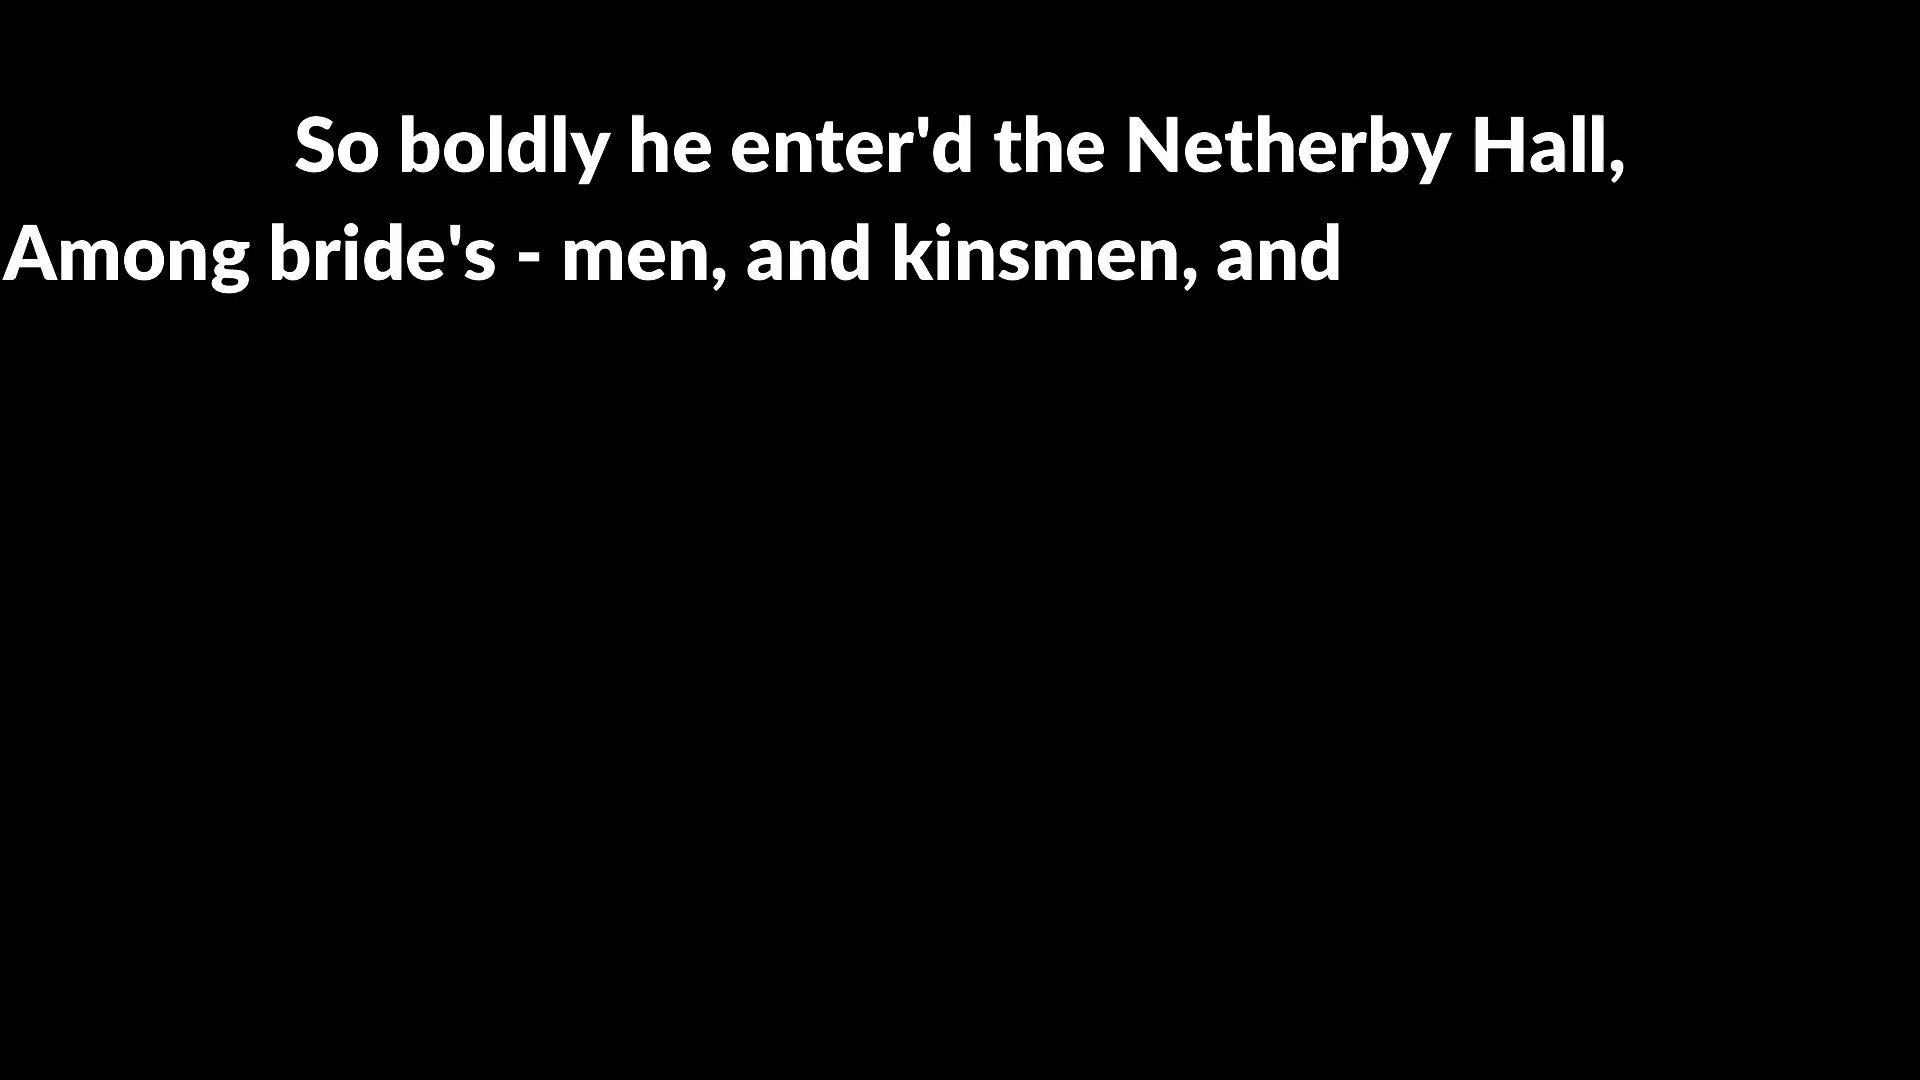 So boldly he enter'd the Netherby Hall,
Among bride's - men, and kinsmen, and